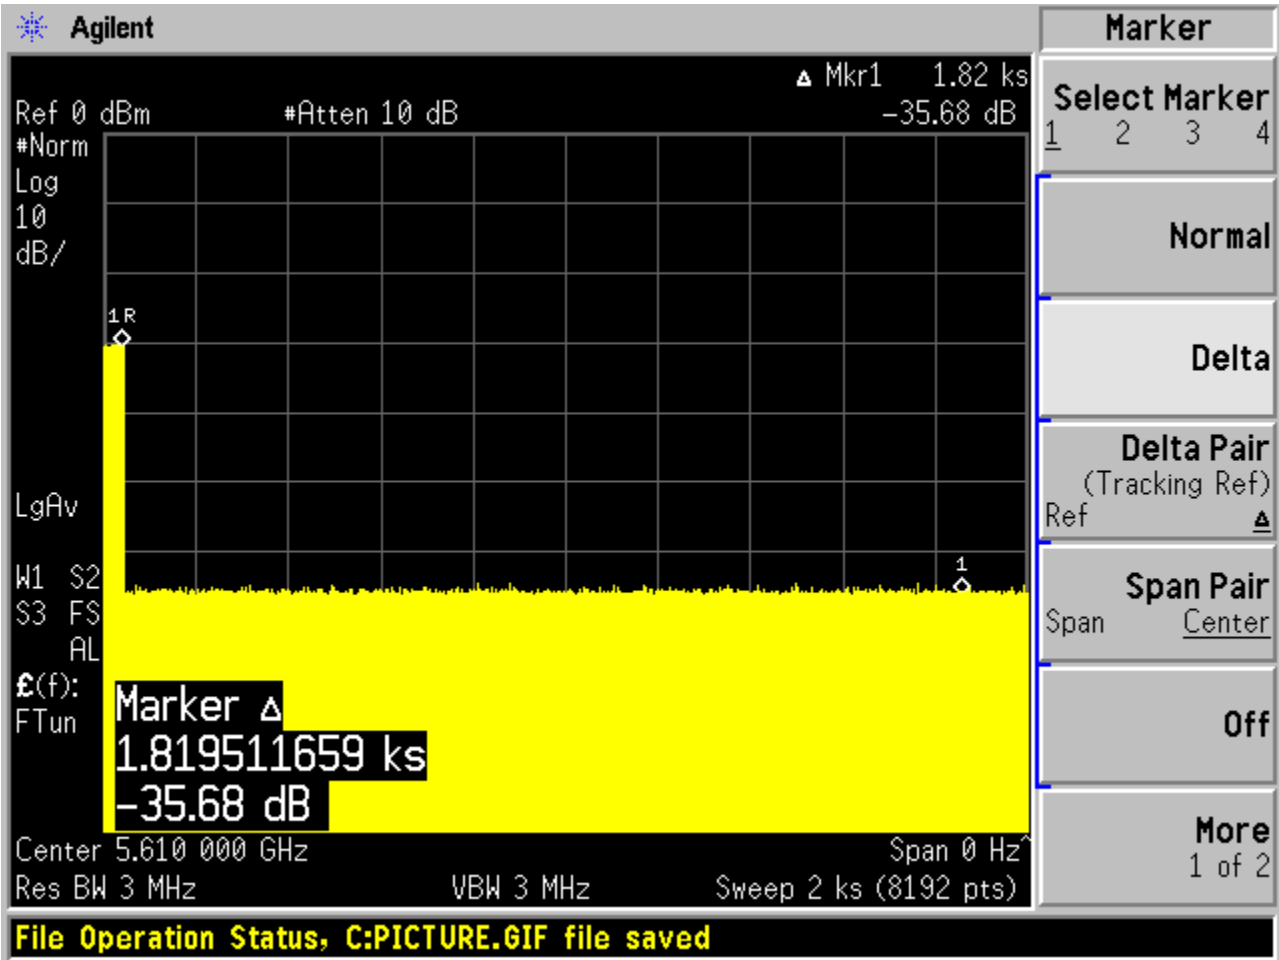 Agilent
Marker
Δ Mkr1 1.82 ks
Ref 0 dBm #Atten 10 dB -35.68 dB
#Norm
Log
10
dB/
1R
LgAv
1
W1 S2
S3 FS
AL
£(f):
FTun
Marker Δ
1.819511659 ks
-35.68 dB
Center 5.610 000 GHz Span 0 Hz^
Res BW 3 MHz VBW 3 MHz Sweep 2 ks (8192 pts)
File Operation Status, C:PICTURE.GIF file saved
Select Marker
1 2 3 4
Normal
Delta
Delta Pair
(Tracking Ref)
Ref Δ
Span Pair
Span Center
Off
More
1 of 2